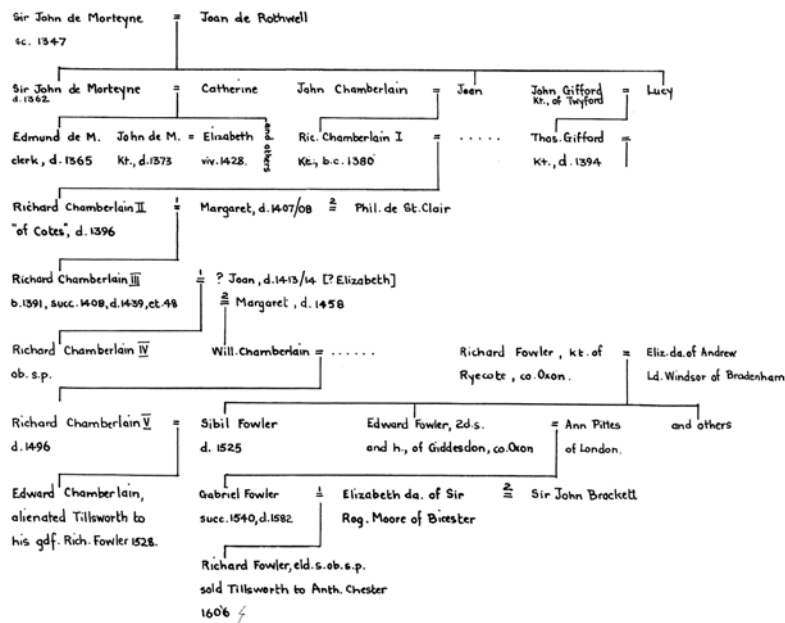 Sir John de Morteyne = Joan de Rothwell
sc. 1347
Sir John de Morteyne = Catherine John Chamberlain = Joan John Gifford = Lucy
d.1362 Kt., of Twyford
Edmund de M. John de M. = Elizabeth and others Ric. Chamberlain I = ..... Thos. Gifford =
clerk, d.1365 Kt., d.1373 viv. 1428. Kt., b.c. 1380 Kt., d. 1394
Richard Chamberlain II 1 = Margaret, d.1407/08 2 = Phil. de St. Clair
"of Cotes", d. 1396
Richard Chamberlain III 1 = ? Joan, d.1413/14 [? Elizabeth]
b.1391, succ. 1408, d.1439, et. 48 2 = Margaret, d. 1458
Richard Chamberlain IV Will. Chamberlain = ...... Richard Fowler, kt. of = Eliz. da. of Andrew
ob. s.p. Ryecote, co. Oxon. Ld. Windsor of Bradenham
Richard Chamberlain V = Sibil Fowler Edward Fowler, 2d.s. = Ann Pittes and others
d. 1496 d. 1525 and h., of Giddesdon, co. Oxon of London.
Edward Chamberlain, Gabriel Fowler 1 = Elizabeth da. of Sir 2 = Sir John Brockett
alienated Tillsworth to succ. 1540, d. 1582 Rog. Moore of Bicester
his gdf. Rich. Fowler 1528.
Richard Fowler, eld. s. ob. s.p.
sold Tillsworth to Anth. Chester
1606